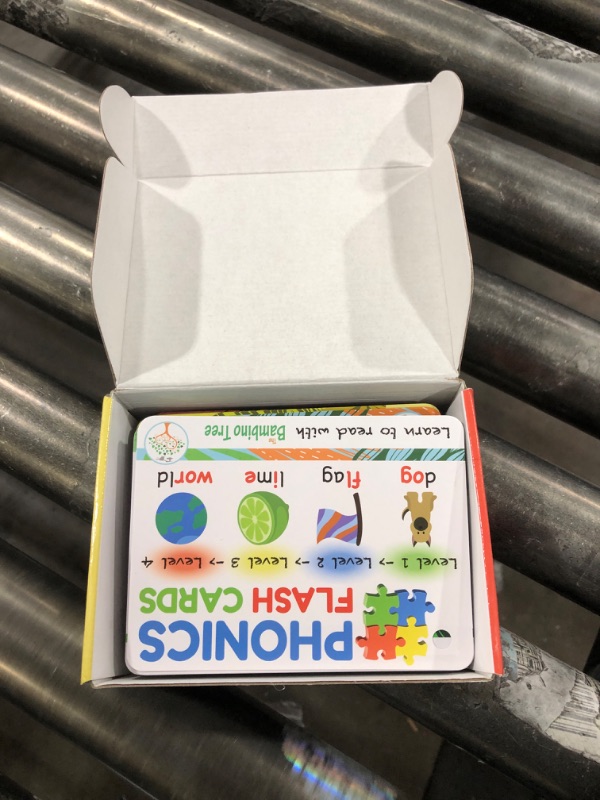 PHONICS
FLASH CARDS
Level 1 -> Level 2 -> Level 3 -> Level 4
dog flag lime world
Learn to read with The Bambino Tree